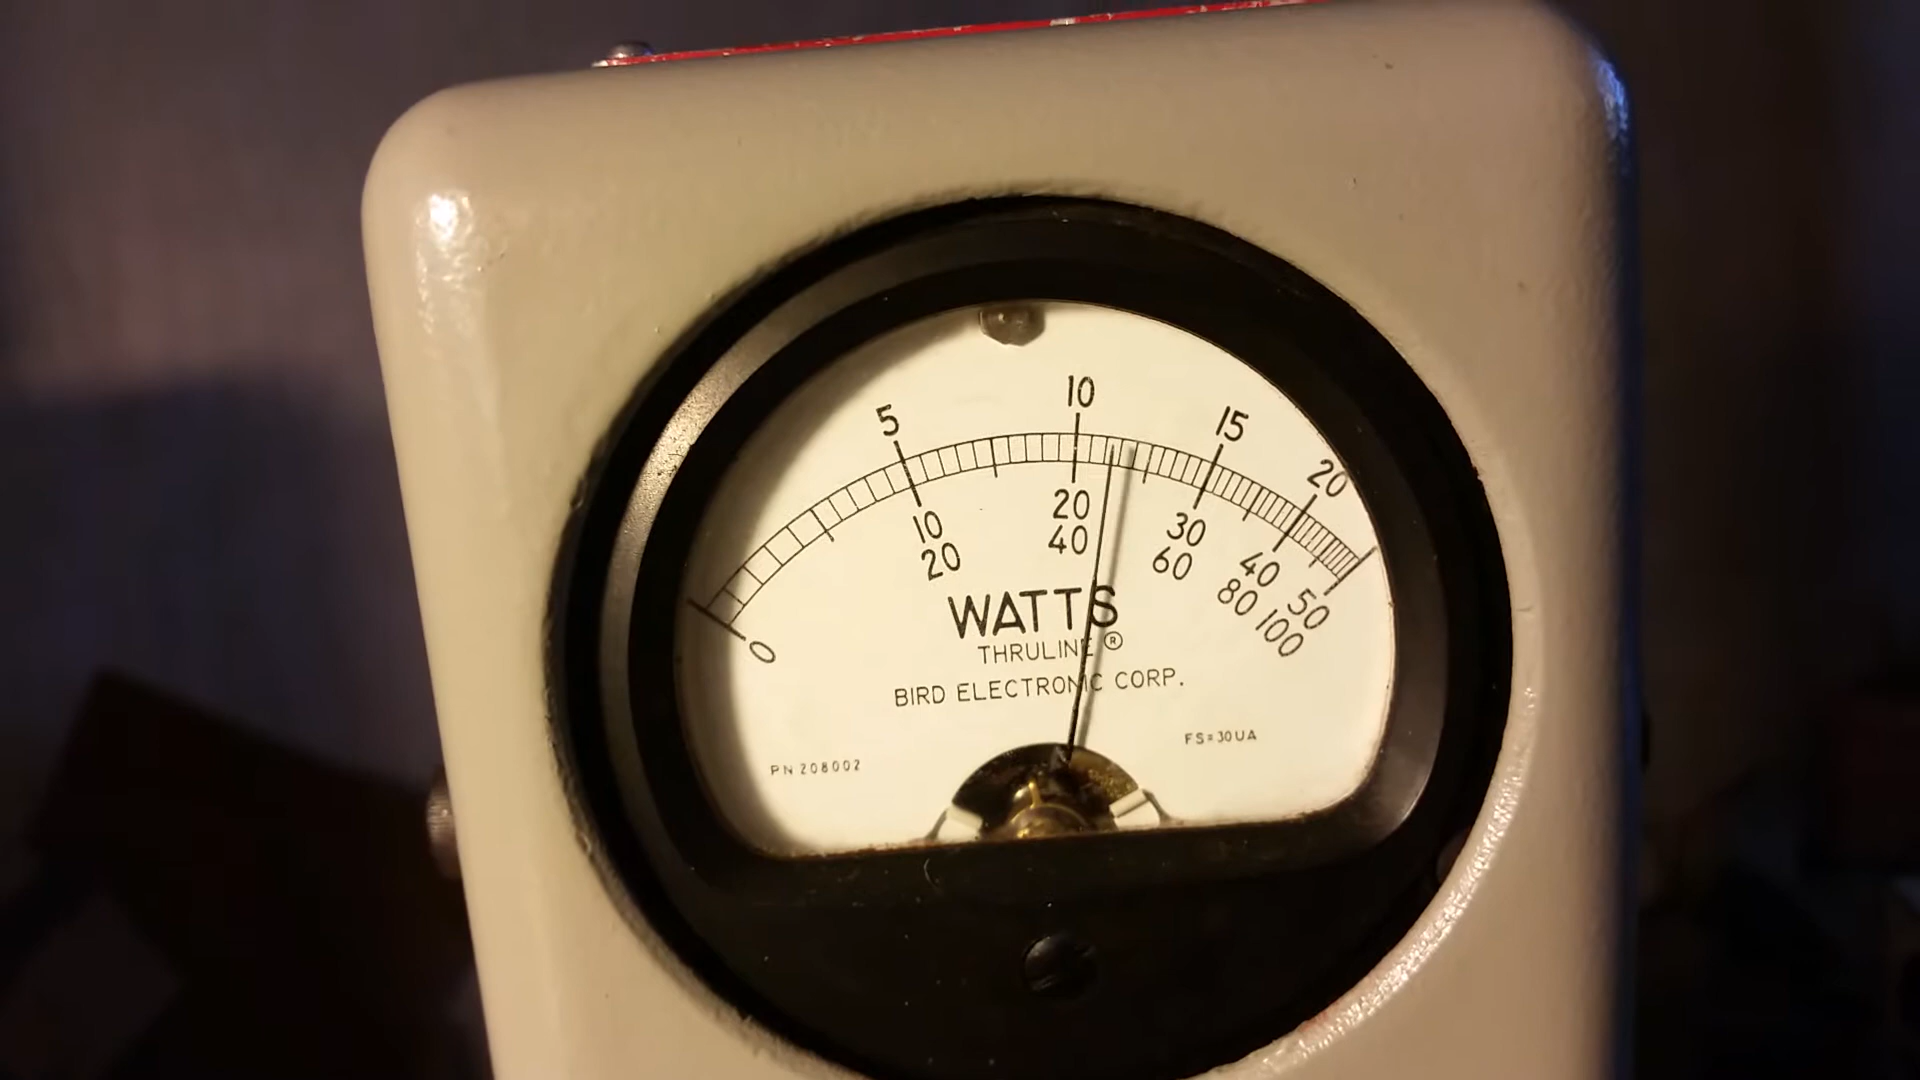 5 10 15 20
10 20 30 40 50
0 20 40 60 80 100
WATTS
THRULINE ®
BIRD ELECTRONIC CORP.
PN 208002 FS=30UA